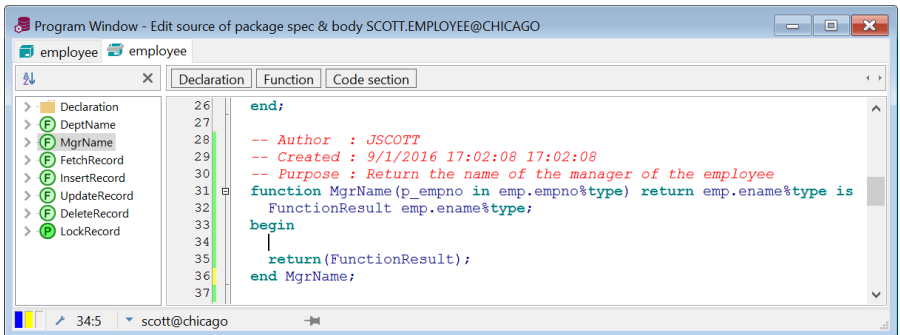 Program Window - Edit source of package spec & body SCOTT.EMPLOYEE@CHICAGO
employee employee
Declaration Function Code section
Declaration
DeptName
MgrName
FetchRecord
InsertRecord
UpdateRecord
DeleteRecord
LockRecord
26 end;
27
28 -- Author : JSCOTT
29 -- Created : 9/1/2016 17:02:08 17:02:08
30 -- Purpose : Return the name of the manager of the employee
31 function MgrName(p_empno in emp.empno%type) return emp.ename%type is
32 FunctionResult emp.ename%type;
33 begin
34
35 return(FunctionResult);
36 end MgrName;
37
34:5 scott@chicago